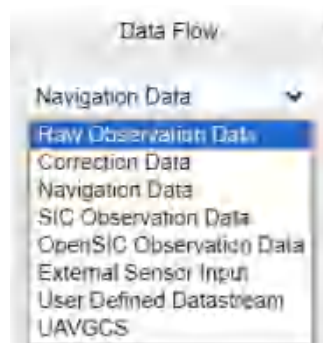 Data Flow
Navigation Data
Raw Observation Data
Correction Data
Navigation Data
SIC Observation Data
OpenSIC Observation Data
External Sensor Input
User Defined Datastream
UAVGCS